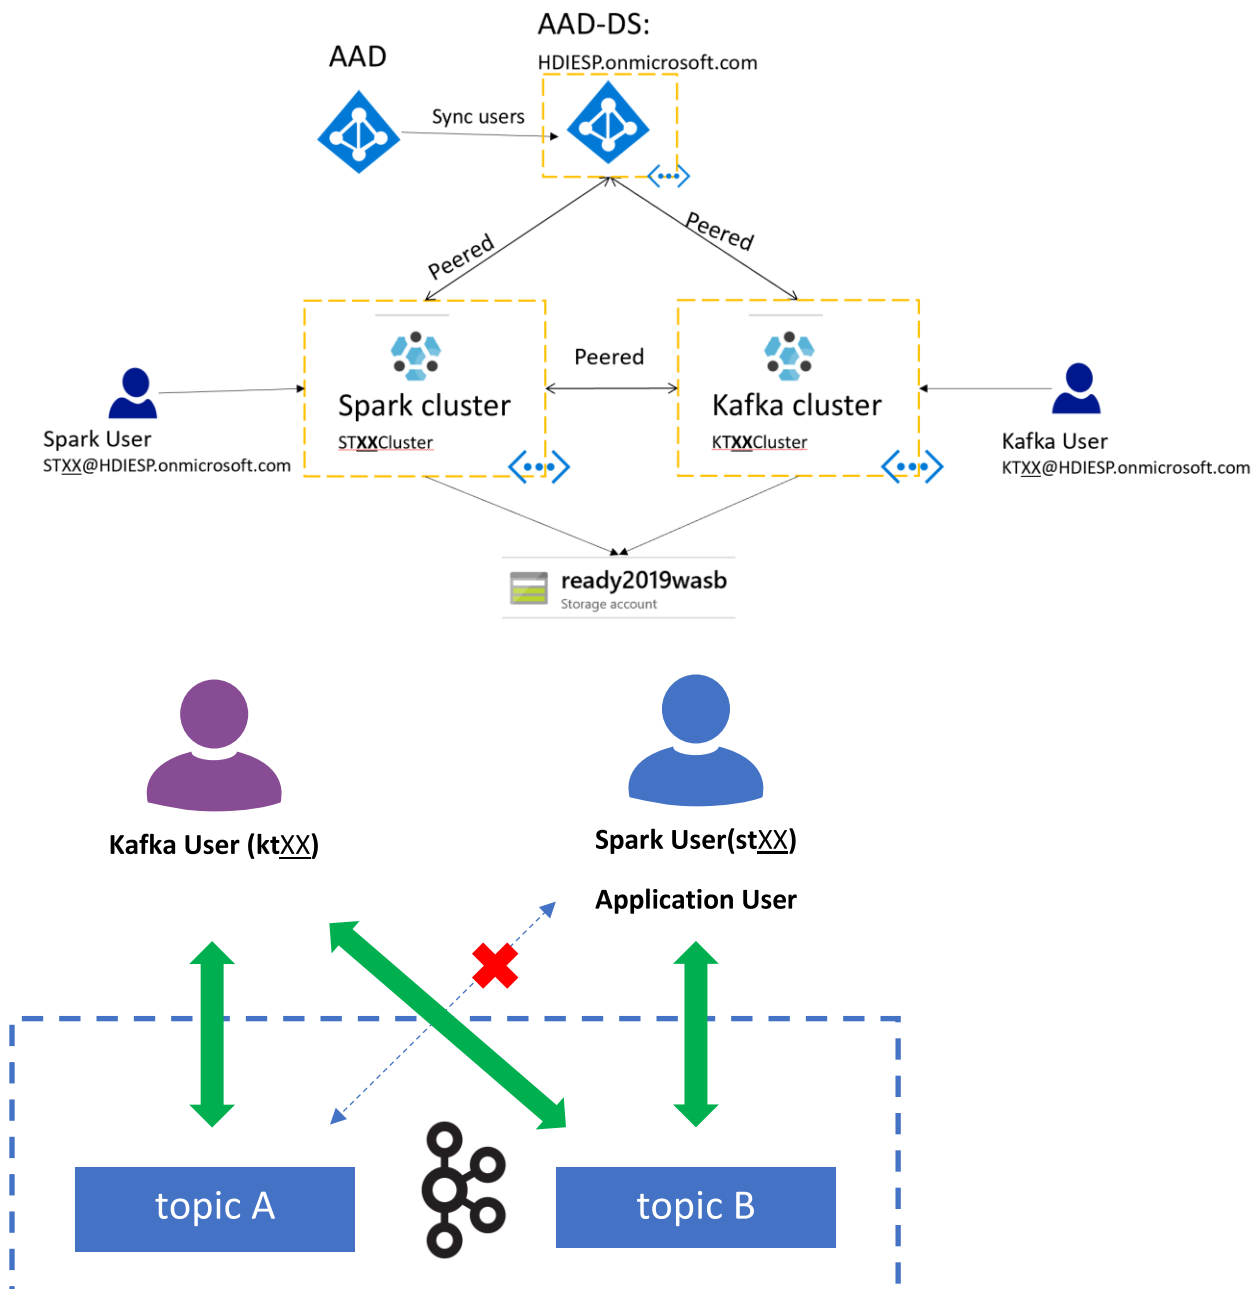 AAD-DS:
AAD
HDIESP.onmicrosoft.com
Sync users
Peered
Peered
Peered
Spark cluster
STXXCluster
Kafka cluster
KTXXCluster
Spark User
STXX@HDIESP.onmicrosoft.com
Kafka User
KTXX@HDIESP.onmicrosoft.com
ready2019wasb
Storage account
Kafka User (ktXX)
Spark User(stXX)
Application User
topic A
topic B